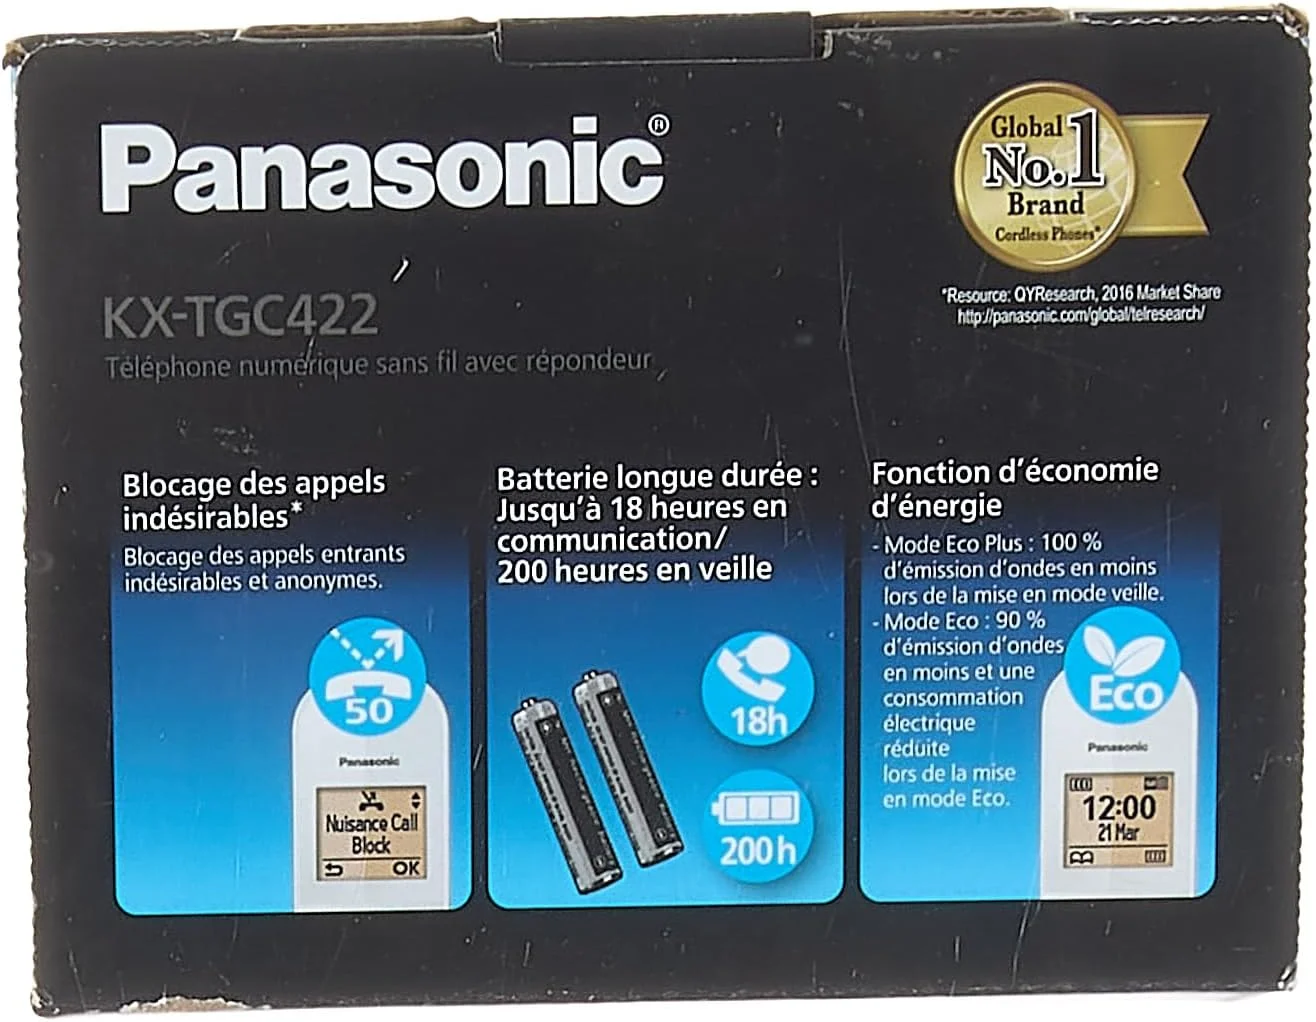 Panasonic®
Global
No.1
Brand
Cordless Phones*
*Resource: QYResearch, 2016 Market Share
http://panasonic.com/global/telresearch/
KX-TGC422
Téléphone numérique sans fil avec répondeur
Blocage des appels
indésirables*
Blocage des appels entrants
indésirables et anonymes.
50
Panasonic
Nuisance Call
Block
OK
Batterie longue durée :
Jusqu'à 18 heures en
communication/
200 heures en veille
18h
200h
Fonction d'économie
d'énergie
- Mode Eco Plus : 100 %
d'émission d'ondes en moins
lors de la mise en mode veille.
- Mode Eco : 90 %
d'émission d'ondes
en moins et une
consommation
électrique
réduite
lors de la mise
en mode Eco.
Eco
Panasonic
12:00
21 Mar